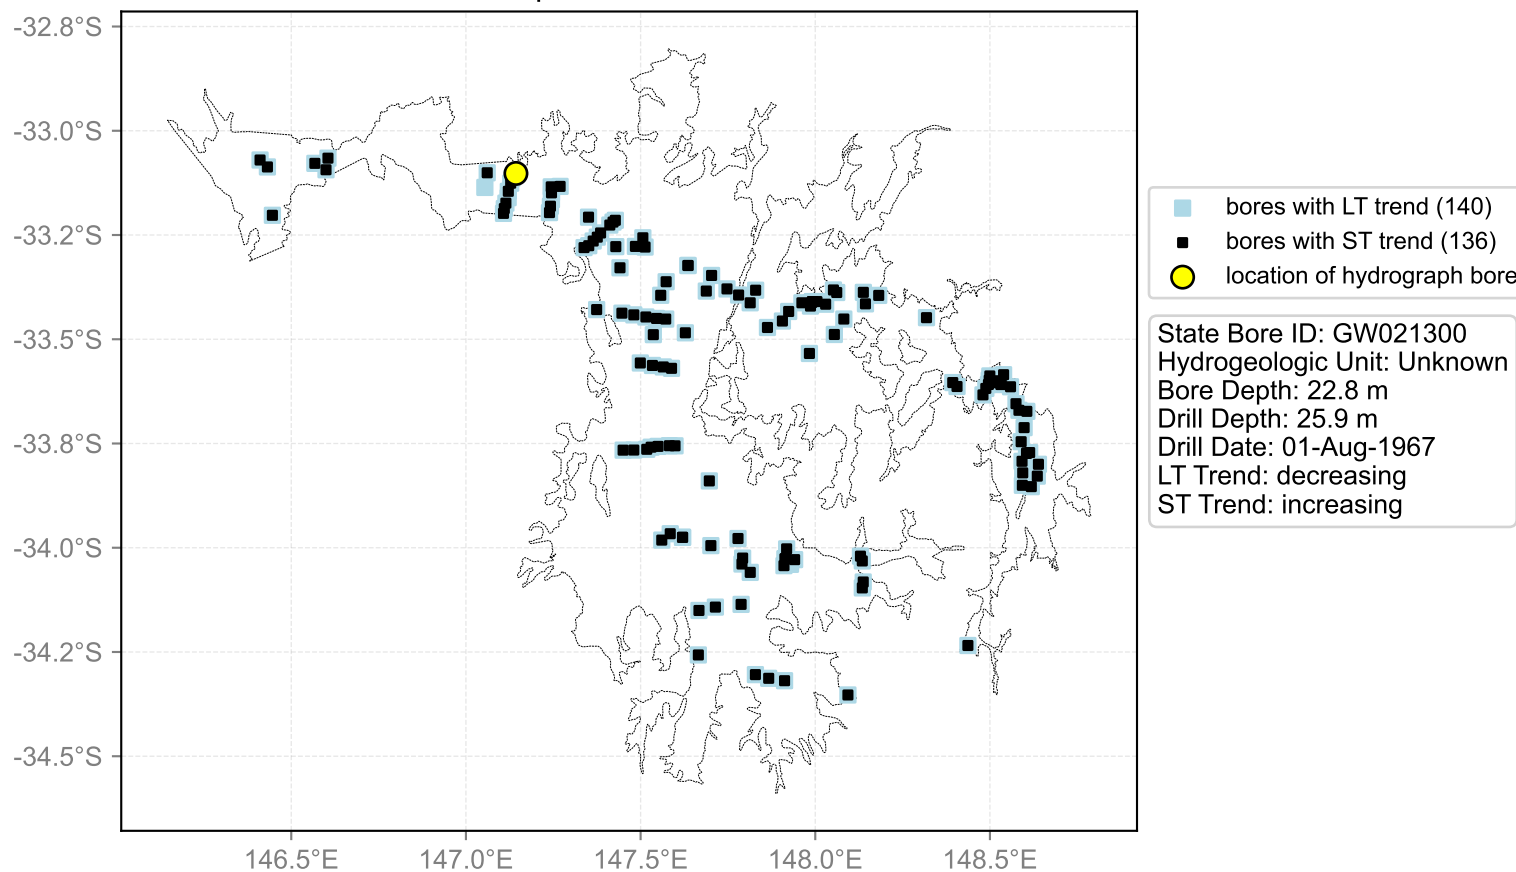 -32.8°S
-33.0°S
-33.2°S
-33.5°S
-33.8°S
-34.0°S
-34.2°S
-34.5°S
146.5°E
147.0°E
147.5°E
148.0°E
148.5°E
bores with LT trend (140)
bores with ST trend (136)
location of hydrograph bore
State Bore ID: GW021300
Hydrogeologic Unit: Unknown
Bore Depth: 22.8 m
Drill Depth: 25.9 m
Drill Date: 01-Aug-1967
LT Trend: decreasing
ST Trend: increasing